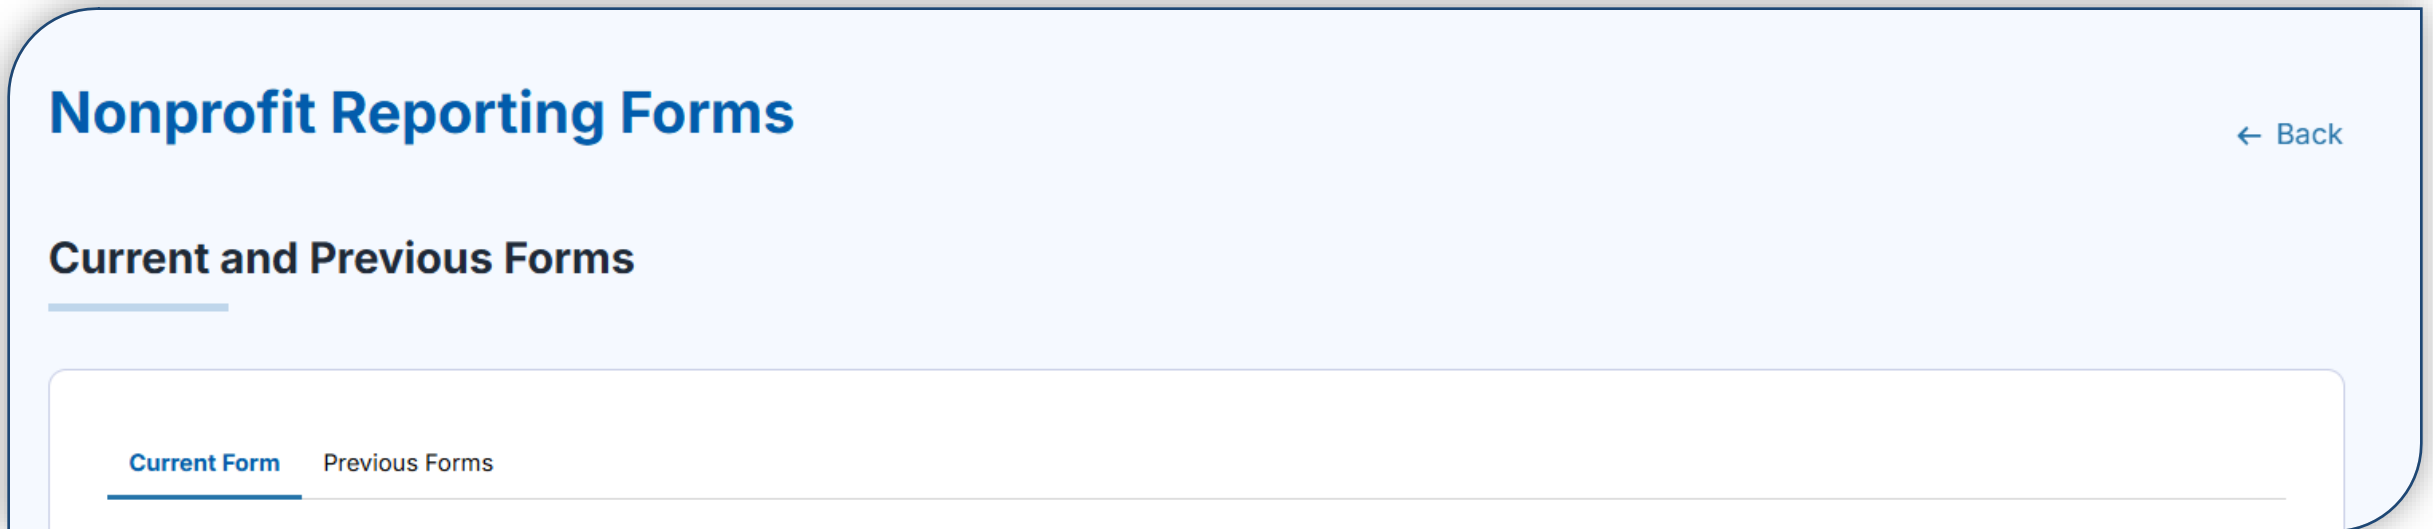 Nonprofit Reporting Forms
← Back
Current and Previous Forms
Current Form Previous Forms